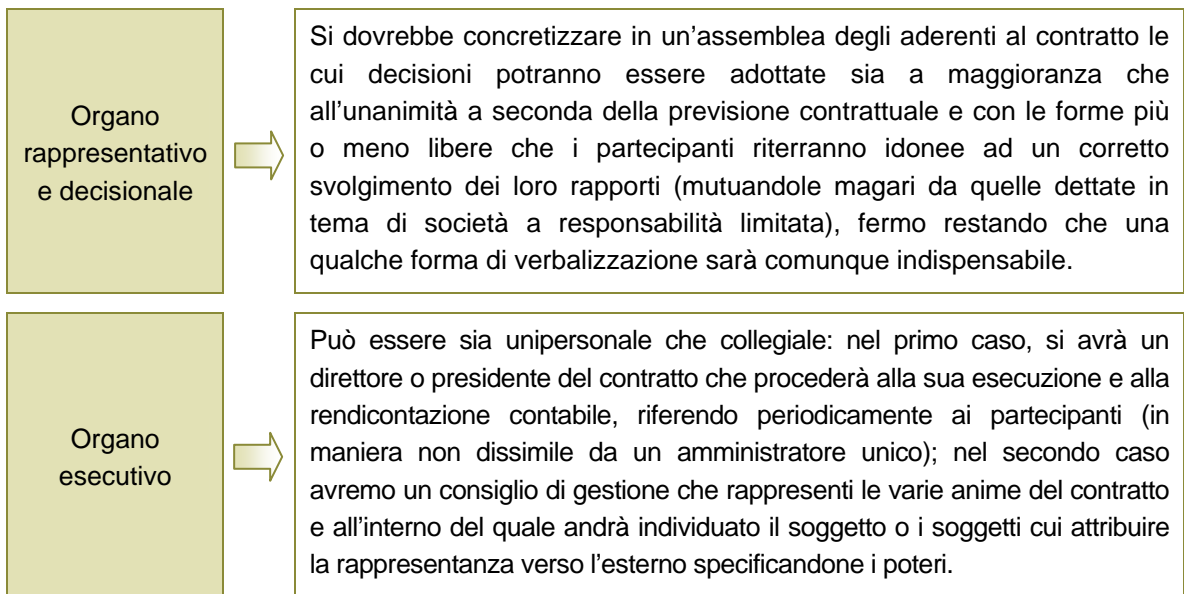 Organo
rappresentativo
e decisionale
Si dovrebbe concretizzare in un'assemblea degli aderenti al contratto le
cui decisioni potranno essere adottate sia a maggioranza che
all'unanimità a seconda della previsione contrattuale e con le forme più
o meno libere che i partecipanti riterranno idonee ad un corretto
svolgimento dei loro rapporti (mutuandole magari da quelle dettate in
tema di società a responsabilità limitata), fermo restando che una
qualche forma di verbalizzazione sarà comunque indispensabile.
Organo
esecutivo
Può essere sia unipersonale che collegiale: nel primo caso, si avrà un
direttore o presidente del contratto che procederà alla sua esecuzione e alla
rendicontazione contabile, riferendo periodicamente ai partecipanti (in
maniera non dissimile da un amministratore unico); nel secondo caso
avremo un consiglio di gestione che rappresenti le varie anime del contratto
e all'interno del quale andrà individuato il soggetto o i soggetti cui attribuire
la rappresentanza verso l'esterno specificandone i poteri.